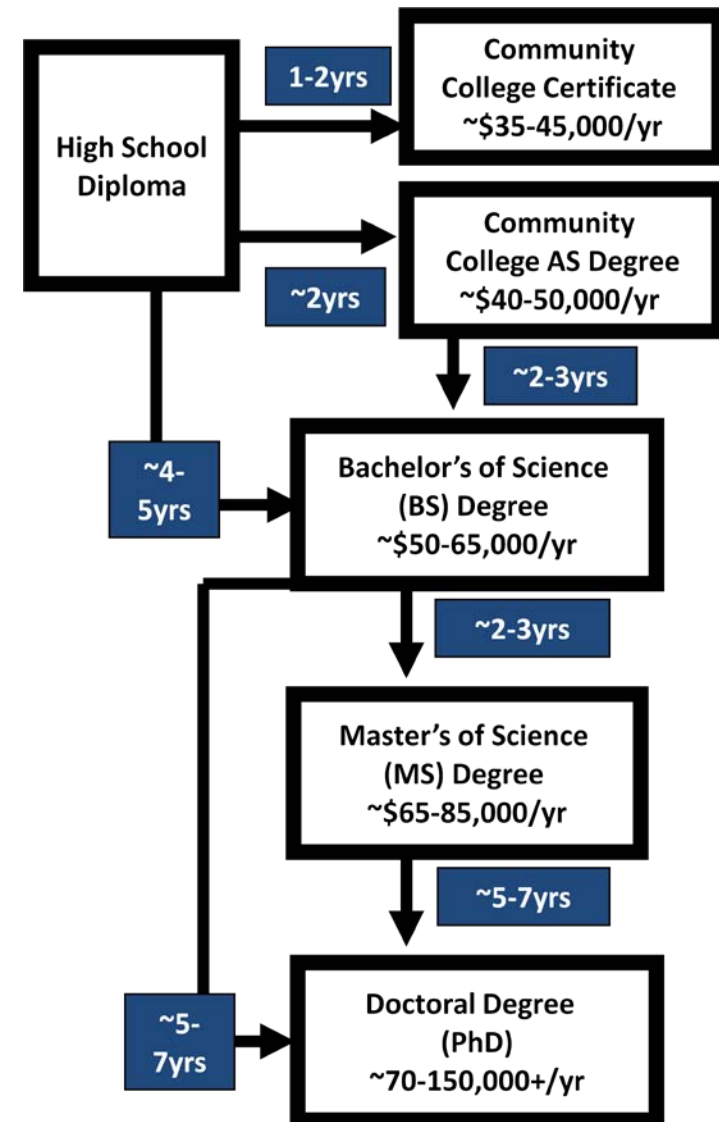 High School
Diploma
1-2yrs
Community
College Certificate
~$35-45,000/yr
~2yrs
Community
College AS Degree
~$40-50,000/yr
~2-3yrs
~4-
5yrs
Bachelor’s of Science
(BS) Degree
~$50-65,000/yr
~2-3yrs
Master’s of Science
(MS) Degree
~$65-85,000/yr
~5-7yrs
~5-
7yrs
Doctoral Degree
(PhD)
~70-150,000+/yr